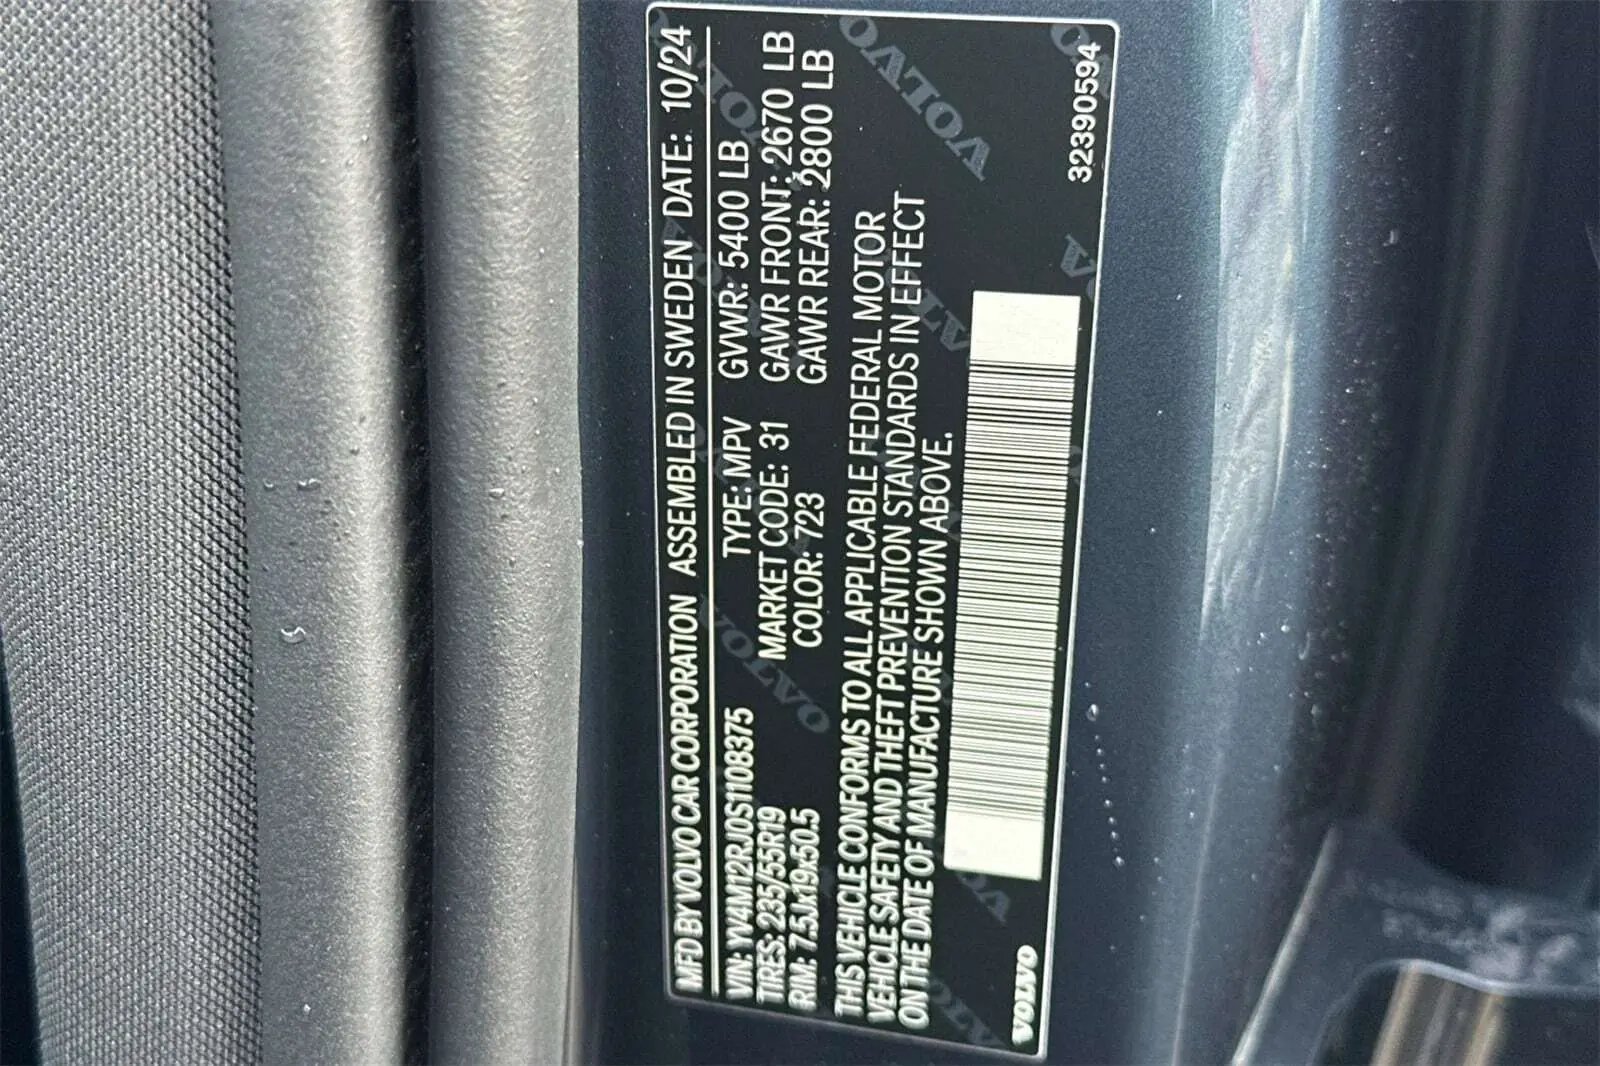 MFD BY VOLVO CAR CORPORATION ASSEMBLED IN SWEDEN DATE: 10/24
VIN: YV4M12RJ0S1108375 TYPE: MPV GVWR: 5400 LB
TIRES: 235/55R19 MARKET CODE: 31 GAWR FRONT: 2670 LB
RIM: 7.5Jx19x50.5 COLOR: 723 GAWR REAR: 2800 LB
THIS VEHICLE CONFORMS TO ALL APPLICABLE FEDERAL MOTOR
VEHICLE SAFETY AND THEFT PREVENTION STANDARDS IN EFFECT
ON THE DATE OF MANUFACTURE SHOWN ABOVE.
VOLVO
32390594